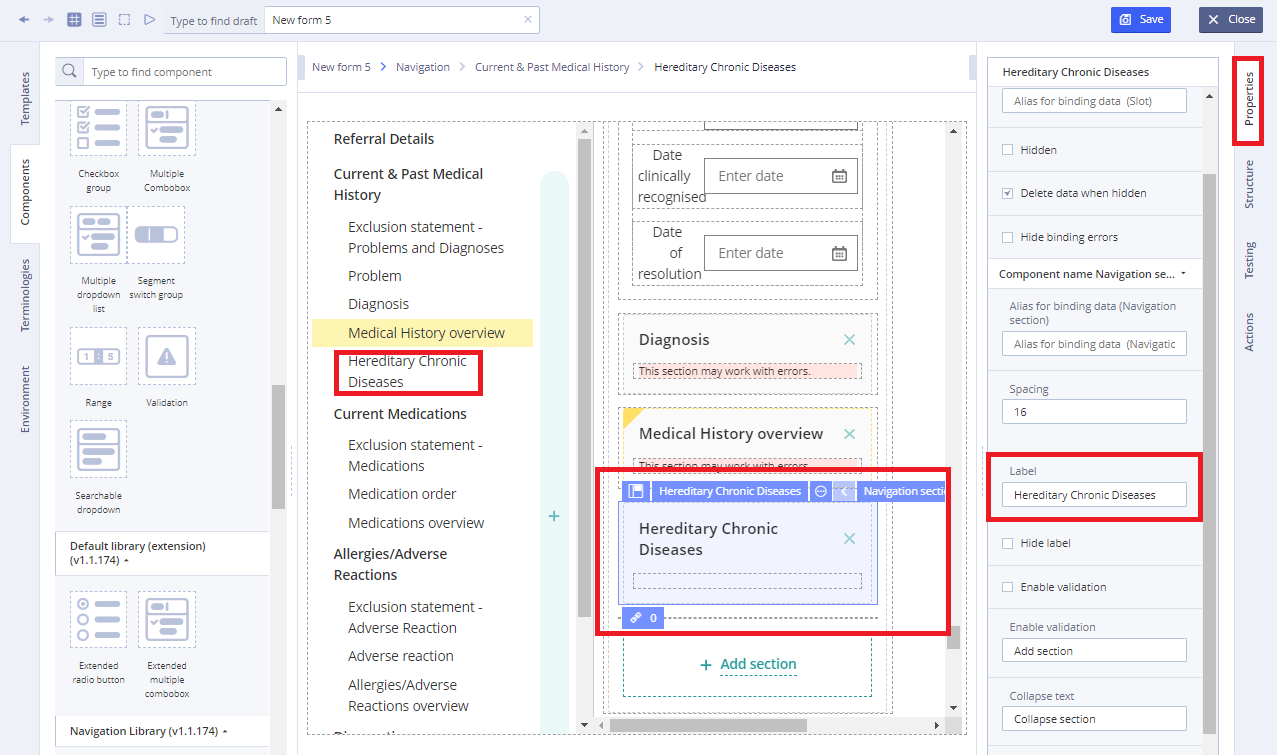 Type to find draft
New form 5
Save
Close
Templates
Components
Terminologies
Environment
Type to find component
Checkbox
group
Multiple
Combobox
Multiple
dropdown
list
Segment
switch group
Range
Validation
Searchable
dropdown
Default library (extension)
(v1.1.174)
Extended
radio button
Extended
multiple
combobox
Navigation Library (v1.1.174)
New form 5 > Navigation > Current & Past Medical History > Hereditary Chronic Diseases
Referral Details
Current & Past Medical
History
Exclusion statement -
Problems and Diagnoses
Problem
Diagnosis
Medical History overview
Hereditary Chronic
Diseases
Current Medications
Exclusion statement -
Medications
Medication order
Medications overview
Allergies/Adverse
Reactions
Exclusion statement -
Adverse Reaction
Adverse reaction
Allergies/Adverse
Reactions overview
+
Date
clinically
recognised
Enter date
Date
of
resolution
Enter date
Diagnosis
This section may work with errors.
Medical History overview
This section may work with errors.
Hereditary Chronic Diseases
Navigation secti
Hereditary Chronic
Diseases
0
+ Add section
Hereditary Chronic Diseases
Alias for binding data (Slot)
Hidden
Delete data when hidden
Hide binding errors
Component name Navigation se...
Alias for binding data (Navigation
section)
Alias for binding data (Navigatic
Spacing
16
Label
Hereditary Chronic Diseases
Hide label
Enable validation
Enable validation
Add section
Collapse text
Collapse section
Properties
Structure
Testing
Actions